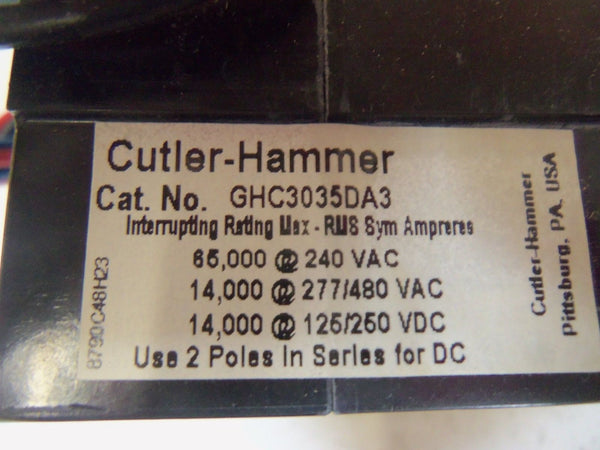 Cutler-Hammer
Cat. No. GHC3035DA3
Interrupting Rating Max - RMS Sym Ampreres
65,000 @ 240 VAC
14,000 @ 277/480 VAC
14,000 @ 125/250 VDC
Use 2 Poles In Series for DC
8790C48H23
Cutler-Hammer
Pittsburg, PA, USA